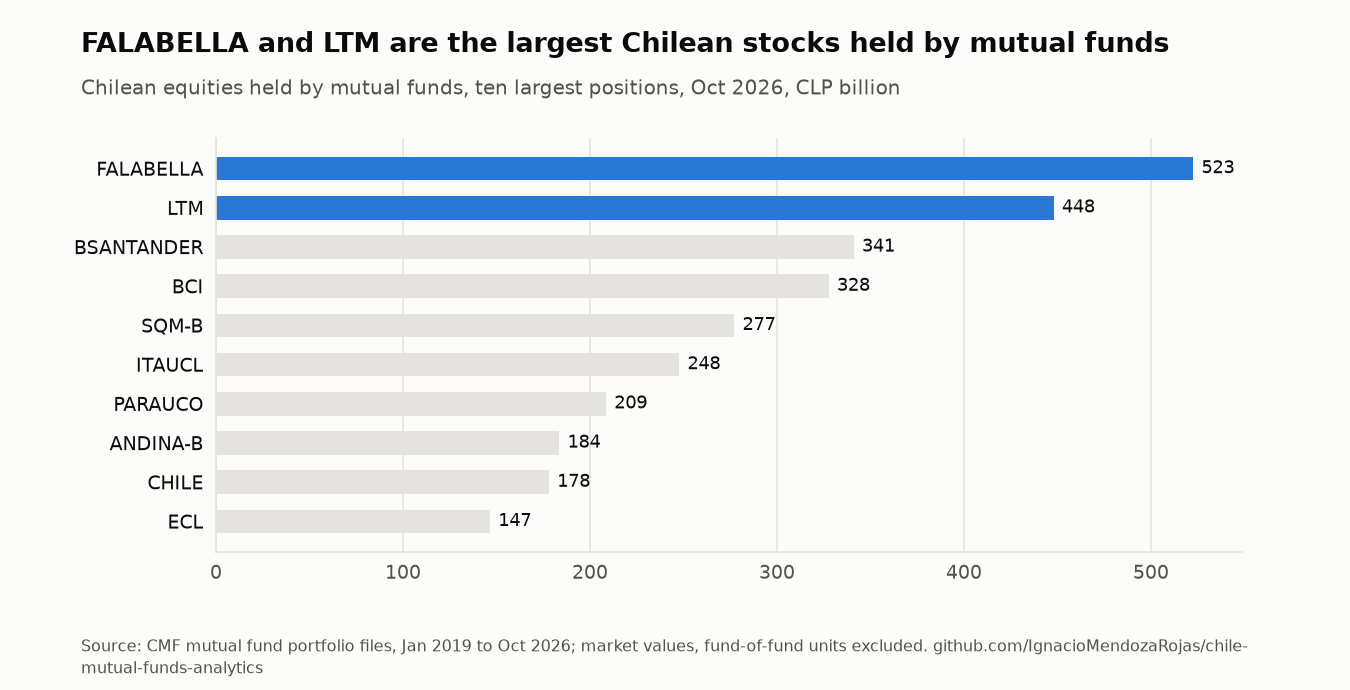 FALABELLA and LTM are the largest Chilean stocks held by mutual funds
Chilean equities held by mutual funds, ten largest positions, Oct 2026, CLP billion
FALABELLA 523
LTM 448
BSANTANDER 341
BCI 328
SQM-B 277
ITAUCL 248
PARAUCO 209
ANDINA-B 184
CHILE 178
ECL 147
0 100 200 300 400 500
Source: CMF mutual fund portfolio files, Jan 2019 to Oct 2026; market values, fund-of-fund units excluded. github.com/IgnacioMendozaRojas/chile-
mutual-funds-analytics